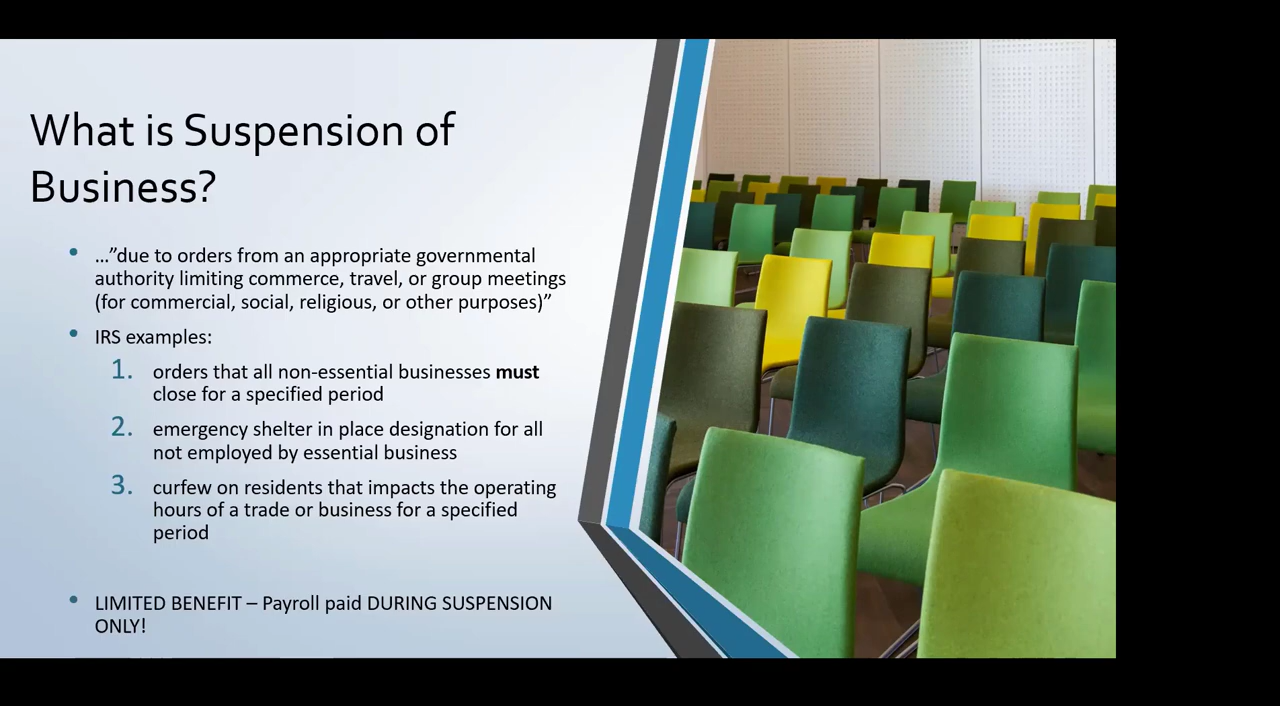 What is Suspension of
Business?
• …”due to orders from an appropriate governmental
authority limiting commerce, travel, or group meetings
(for commercial, social, religious, or other purposes)”
• IRS examples:
1. orders that all non-essential businesses must
close for a specified period
2. emergency shelter in place designation for all
not employed by essential business
3. curfew on residents that impacts the operating
hours of a trade or business for a specified
period
• LIMITED BENEFIT – Payroll paid DURING SUSPENSION
ONLY!